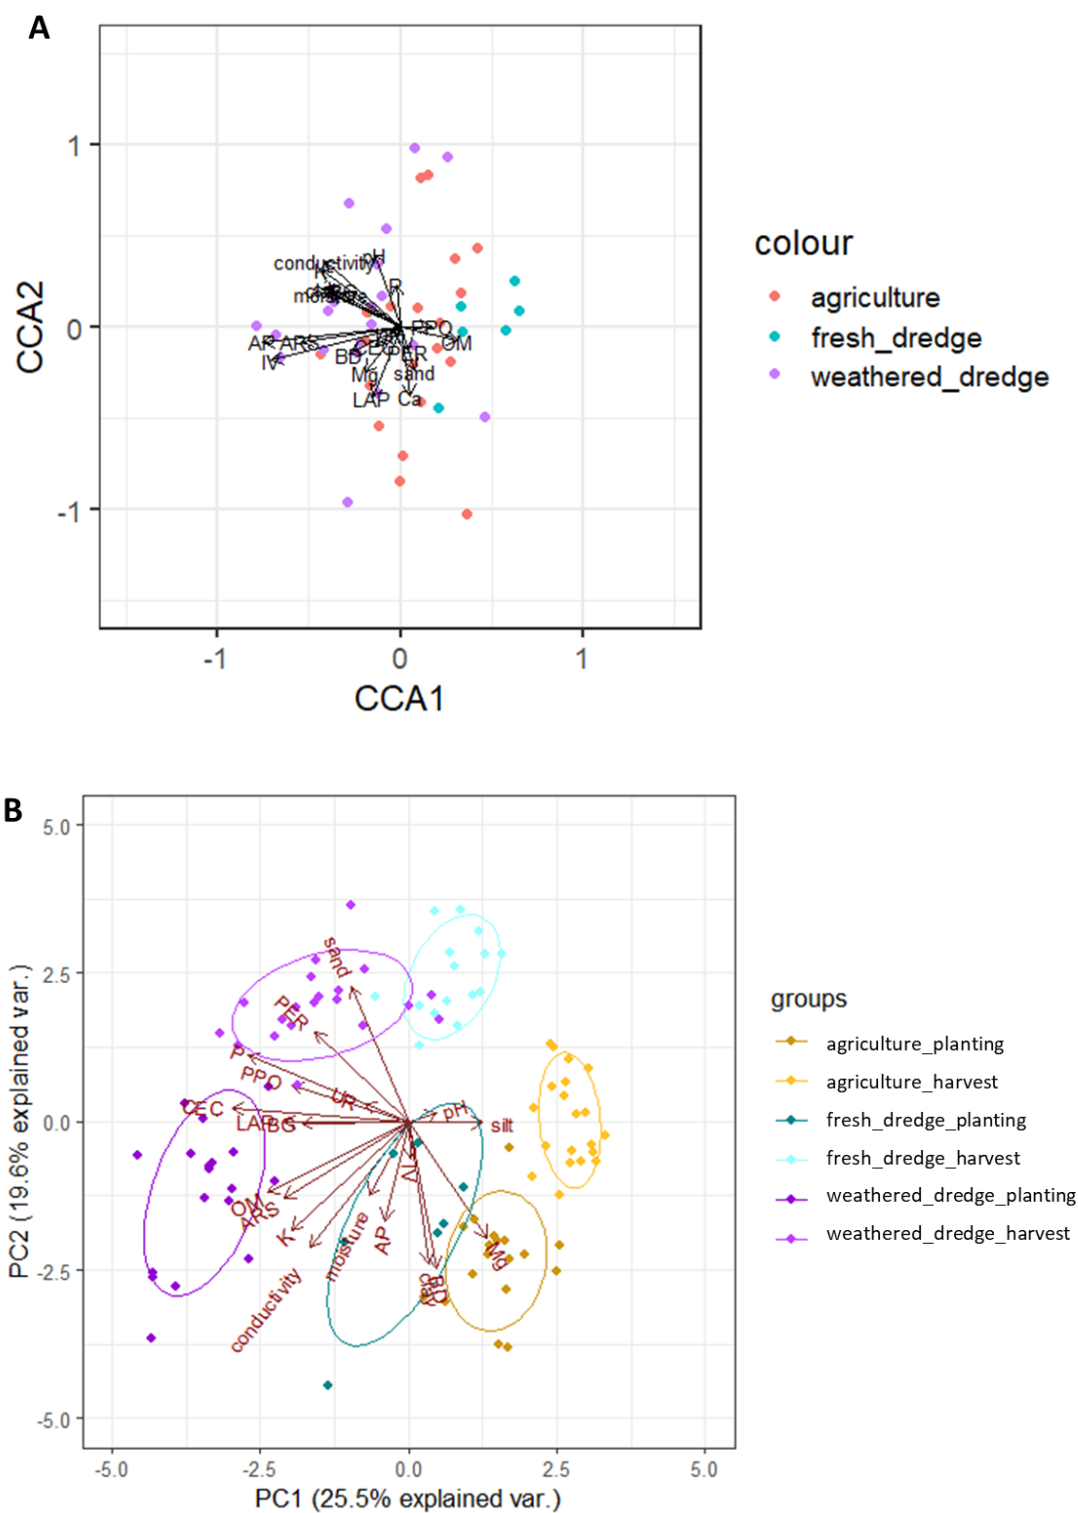 A
1
0
-1
CCA2
conductivity
pH
P
AP
ARS
IV
BD
PPO
OM
PER
Mg
sand
LAP
Ca
-1
0
1
CCA1
colour
agriculture
fresh_dredge
weathered_dredge
B
5.0
2.5
0.0
-2.5
-5.0
PC2 (19.6% explained var.)
sand
PER
P
PPO
UR
CEC
LAP
BG
pH
silt
IV
OM
ARS
K
moisture
AP
conductivity
clay
BD
Mg
-5.0
-2.5
0.0
2.5
5.0
PC1 (25.5% explained var.)
groups
agriculture_planting
agriculture_harvest
fresh_dredge_planting
fresh_dredge_harvest
weathered_dredge_planting
weathered_dredge_harvest